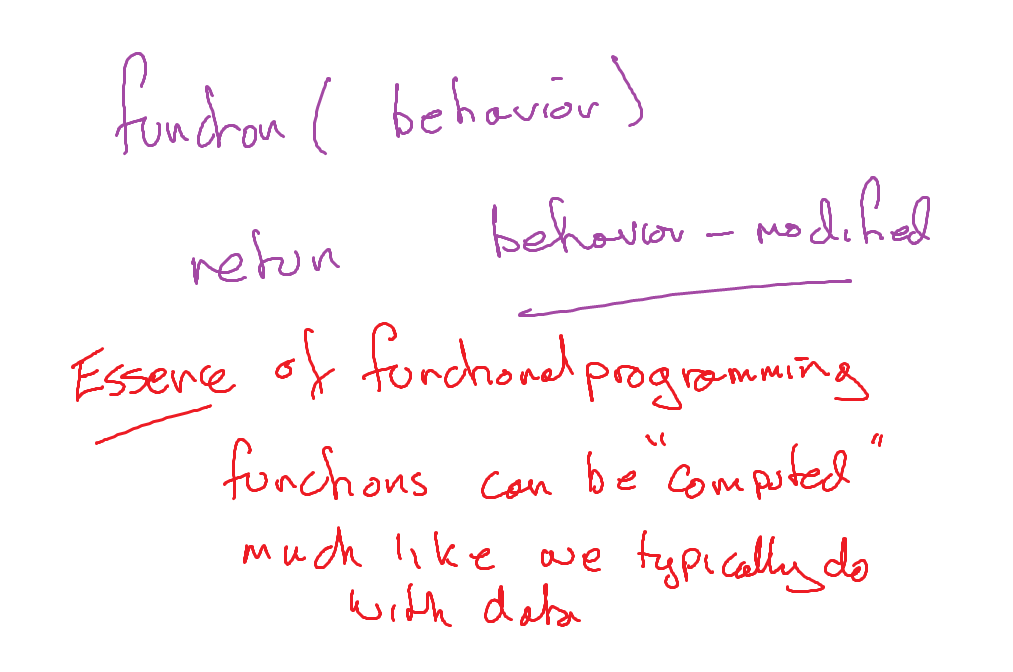 function( behavior)
return behavior-modified
Essence of functional programming
functions can be "computed"
much like we typically do
with data